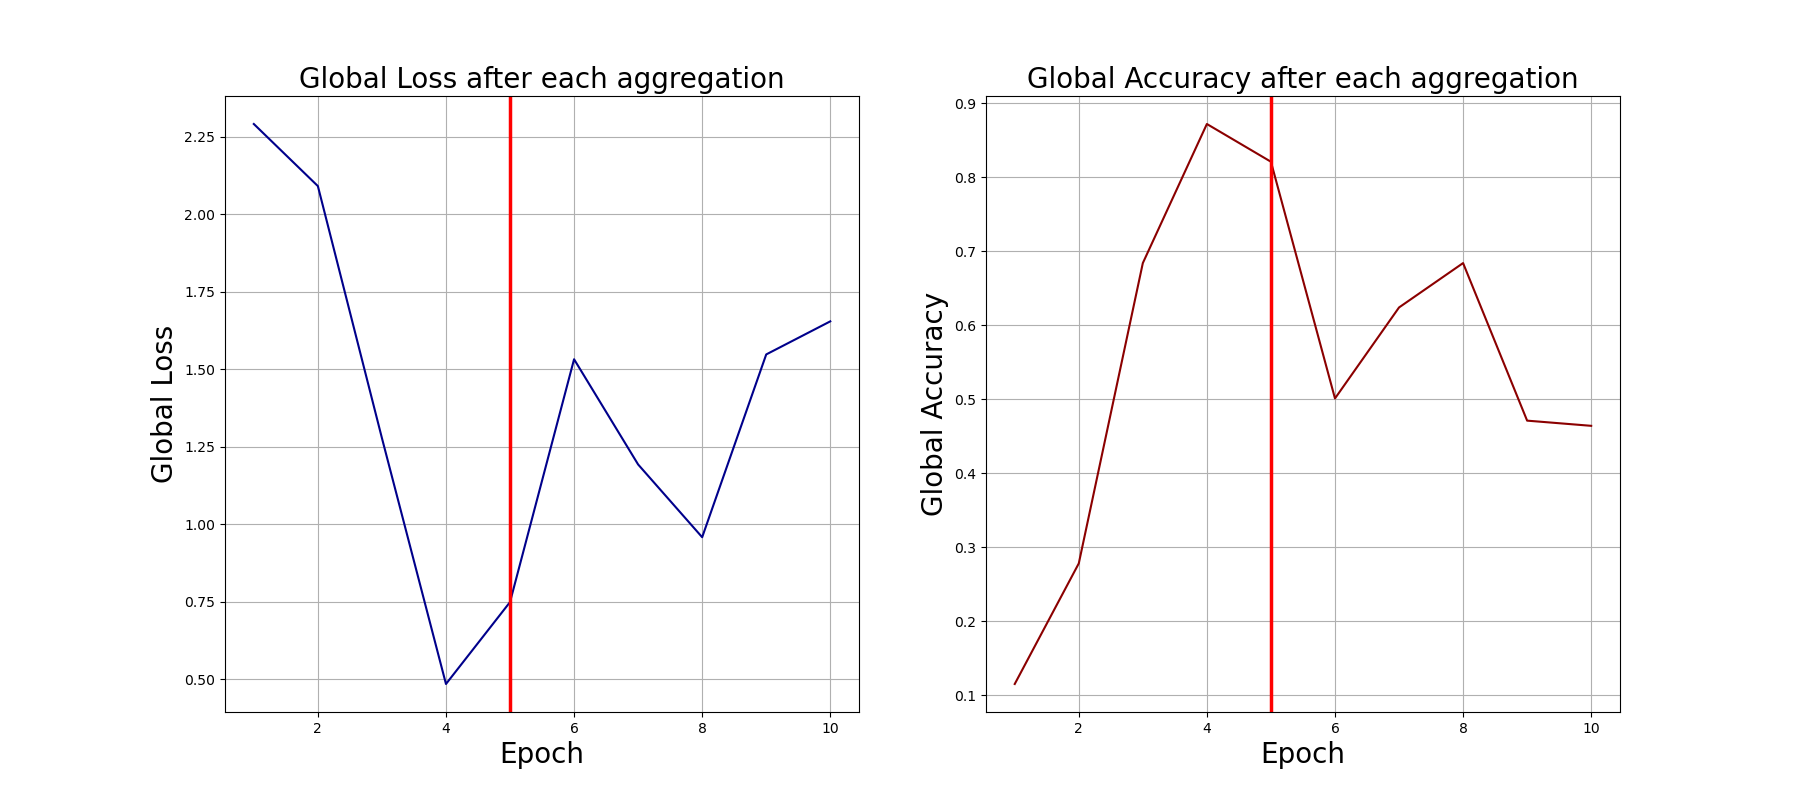 Global Loss after each aggregation
Global Loss
2.25
2.00
1.75
1.50
1.25
1.00
0.75
0.50
2 4 6 8 10
Epoch
Global Accuracy after each aggregation
Global Accuracy
0.9
0.8
0.7
0.6
0.5
0.4
0.3
0.2
0.1
2 4 6 8 10
Epoch